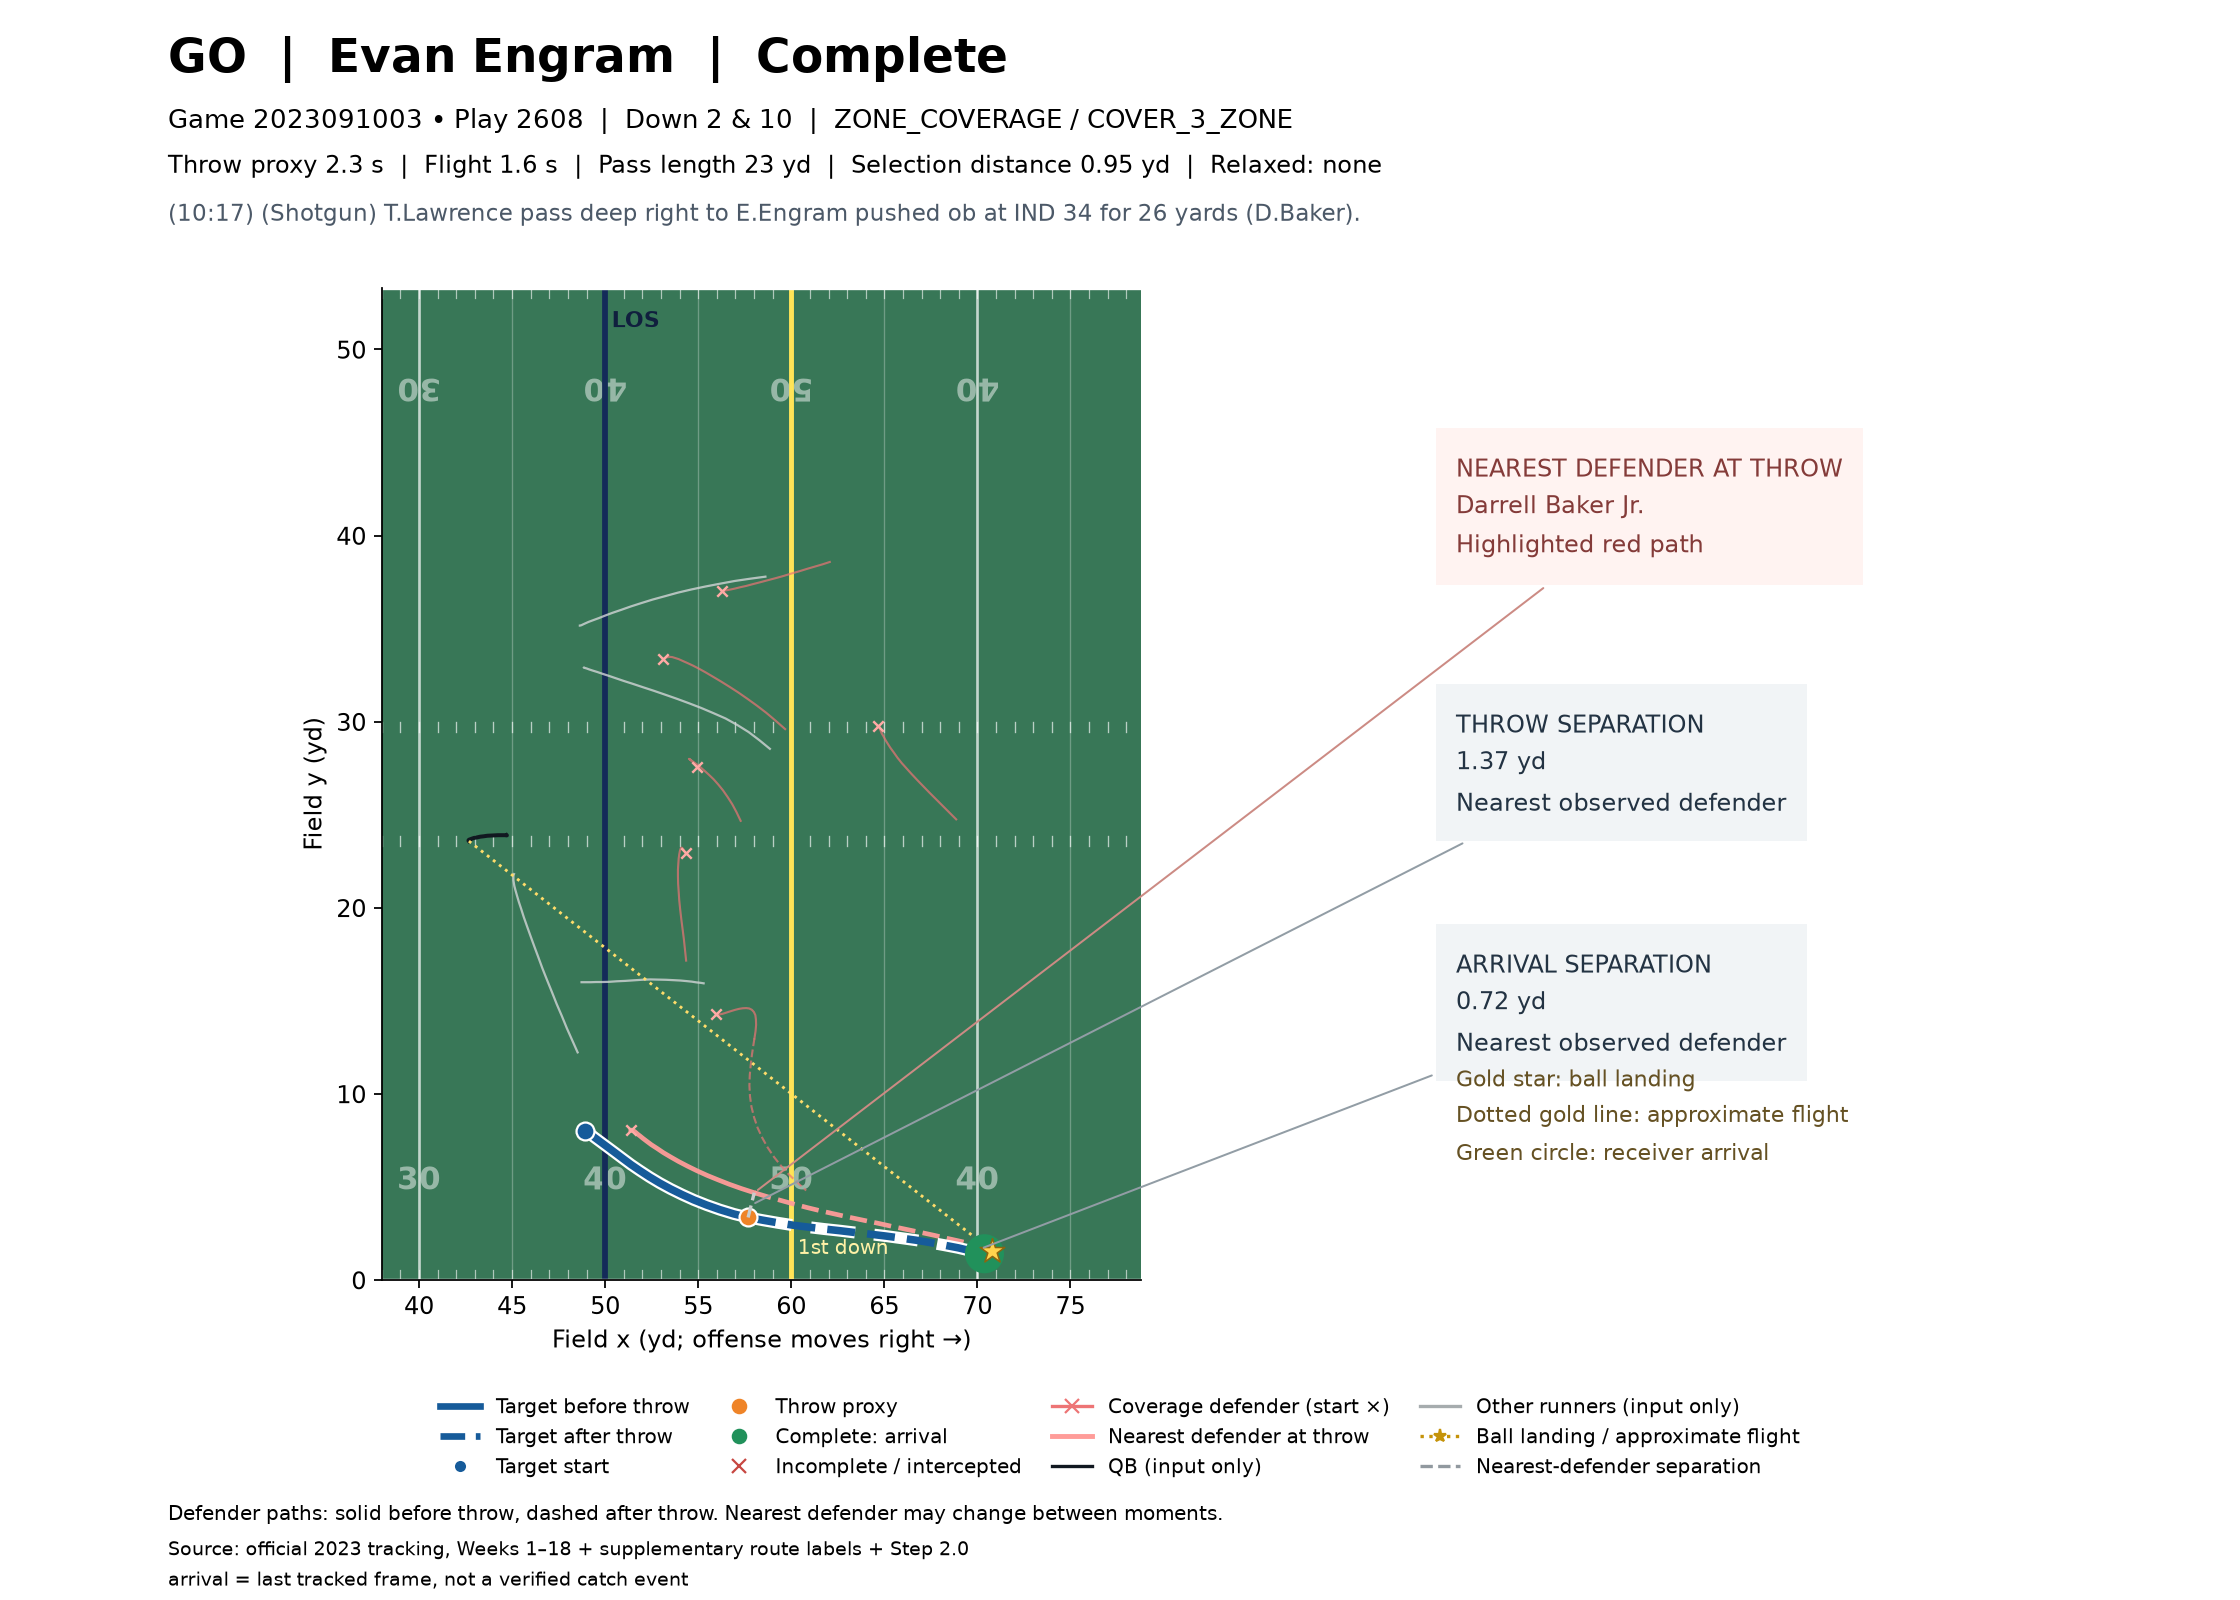 GO | Evan Engram | Complete
Game 2023091003 • Play 2608 | Down 2 & 10 | ZONE_COVERAGE / COVER_3_ZONE
Throw proxy 2.3 s | Flight 1.6 s | Pass length 23 yd | Selection distance 0.95 yd | Relaxed: none
(10:17) (Shotgun) T.Lawrence pass deep right to E.Engram pushed ob at IND 34 for 26 yards (D.Baker).
LOS
30 40 50 40
50
40
30
20
10
0
Field y (yd)
30 40 50 40
1st down
40 45 50 55 60 65 70 75
Field x (yd; offense moves right →)
NEAREST DEFENDER AT THROW
Darrell Baker Jr.
Highlighted red path
THROW SEPARATION
1.37 yd
Nearest observed defender
ARRIVAL SEPARATION
0.72 yd
Nearest observed defender
Gold star: ball landing
Dotted gold line: approximate flight
Green circle: receiver arrival
Target before throw
Target after throw
Target start
Throw proxy
Complete: arrival
Incomplete / intercepted
Coverage defender (start ×)
Nearest defender at throw
QB (input only)
Other runners (input only)
Ball landing / approximate flight
Nearest-defender separation
Defender paths: solid before throw, dashed after throw. Nearest defender may change between moments.
Source: official 2023 tracking, Weeks 1–18 + supplementary route labels + Step 2.0
arrival = last tracked frame, not a verified catch event